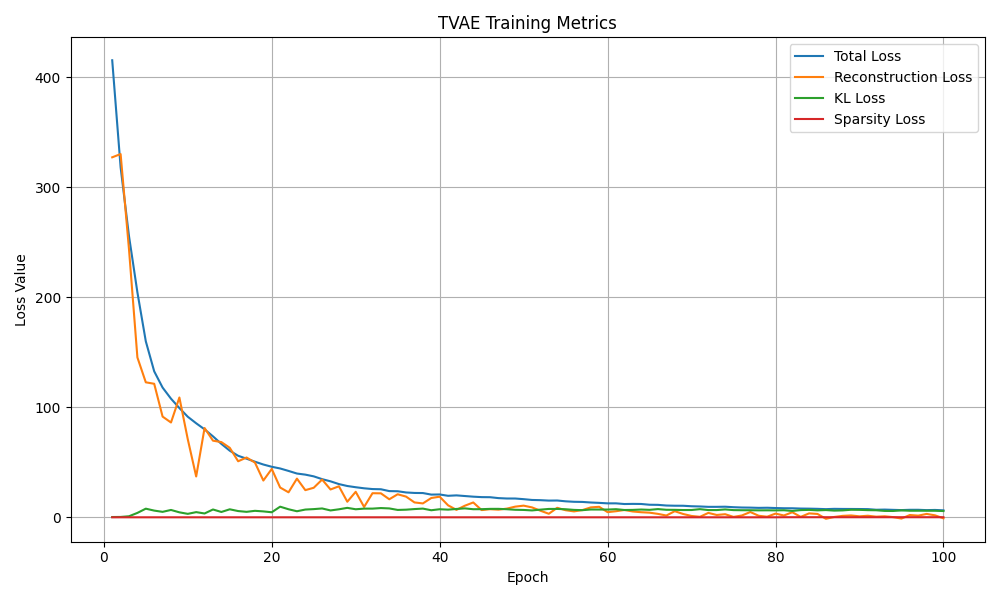 TVAE Training Metrics
Total Loss
Reconstruction Loss
KL Loss
Sparsity Loss
Loss Value
400
300
200
100
0
0 20 40 60 80 100
Epoch